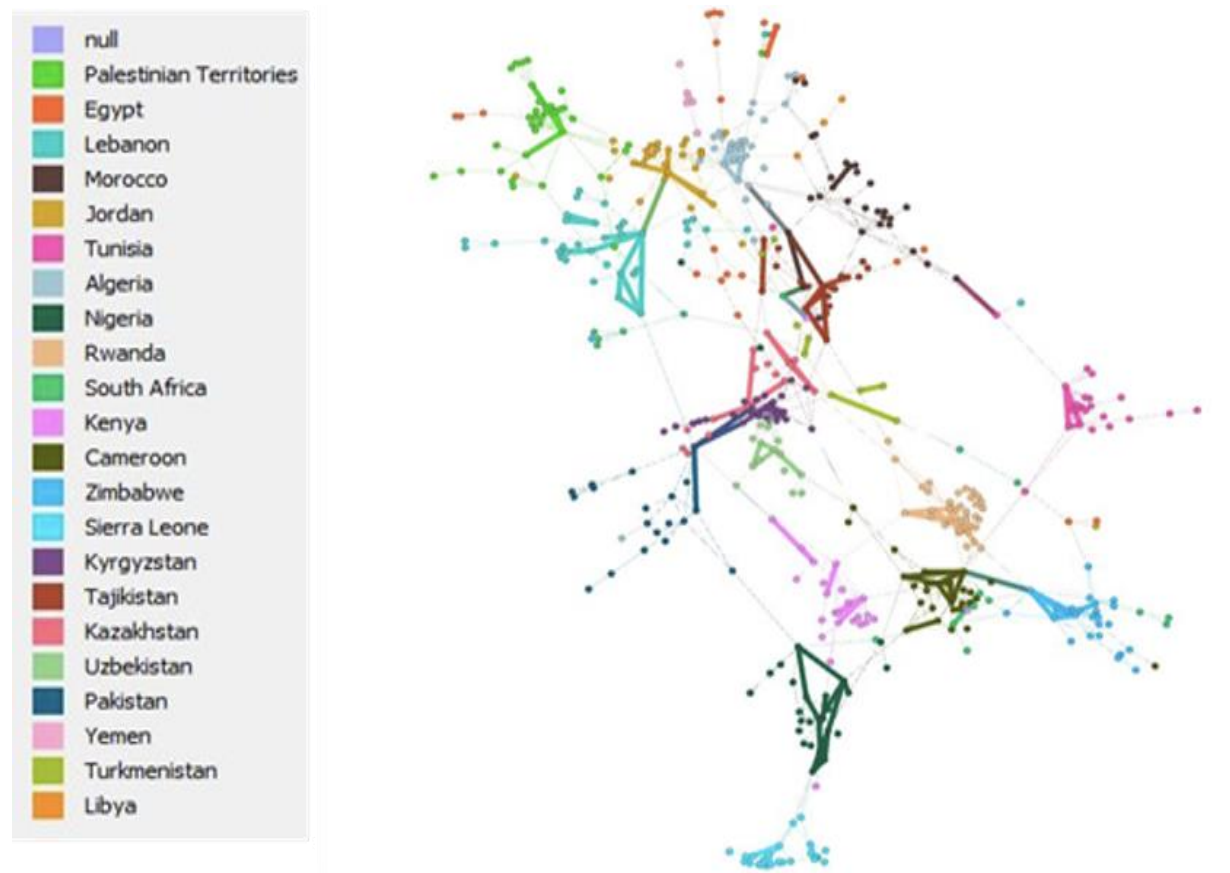 null
Palestinian Territories
Egypt
Lebanon
Morocco
Jordan
Tunisia
Algeria
Nigeria
Rwanda
South Africa
Kenya
Cameroon
Zimbabwe
Sierra Leone
Kyrgyzstan
Tajikistan
Kazakhstan
Uzbekistan
Pakistan
Yemen
Turkmenistan
Libya